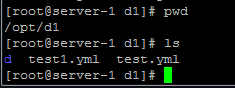 [root@server-1 d1]# pwd
/opt/d1
[root@server-1 d1]# ls
d  test1.yml  test.yml
[root@server-1 d1]#